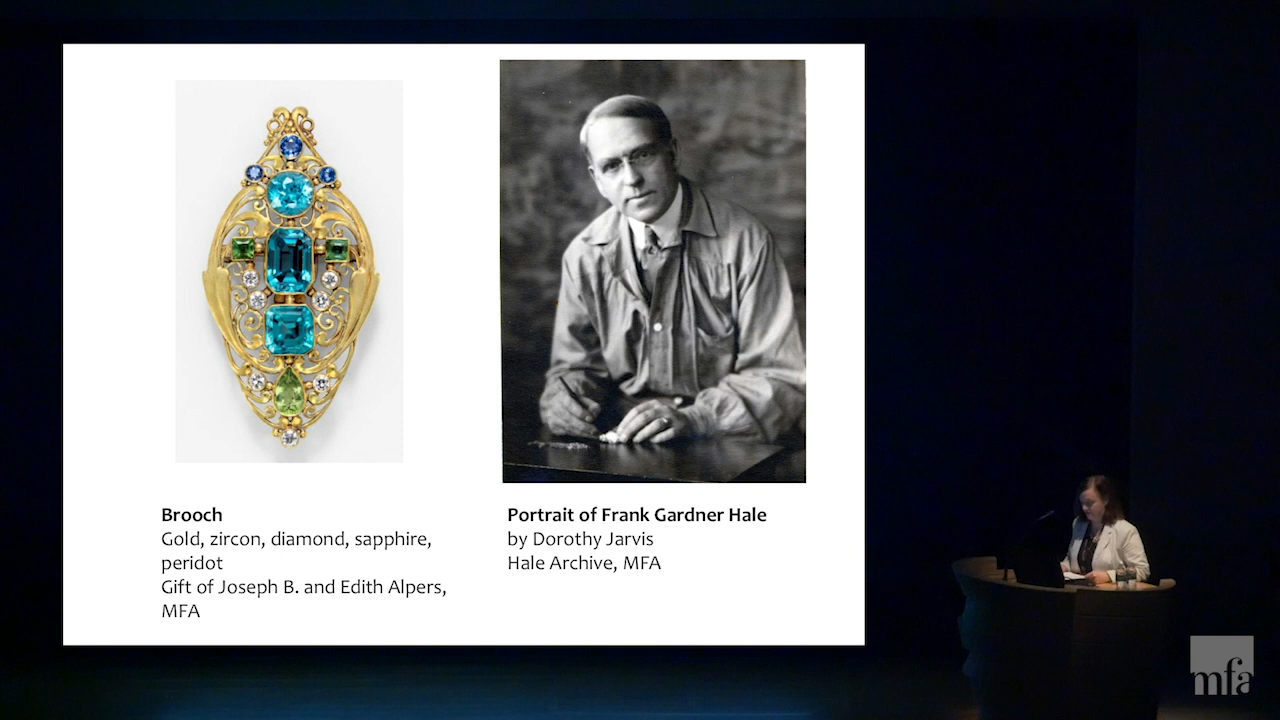 Brooch
Gold, zircon, diamond, sapphire,
peridot
Gift of Joseph B. and Edith Alpers,
MFA
Portrait of Frank Gardner Hale
by Dorothy Jarvis
Hale Archive, MFA
mfa